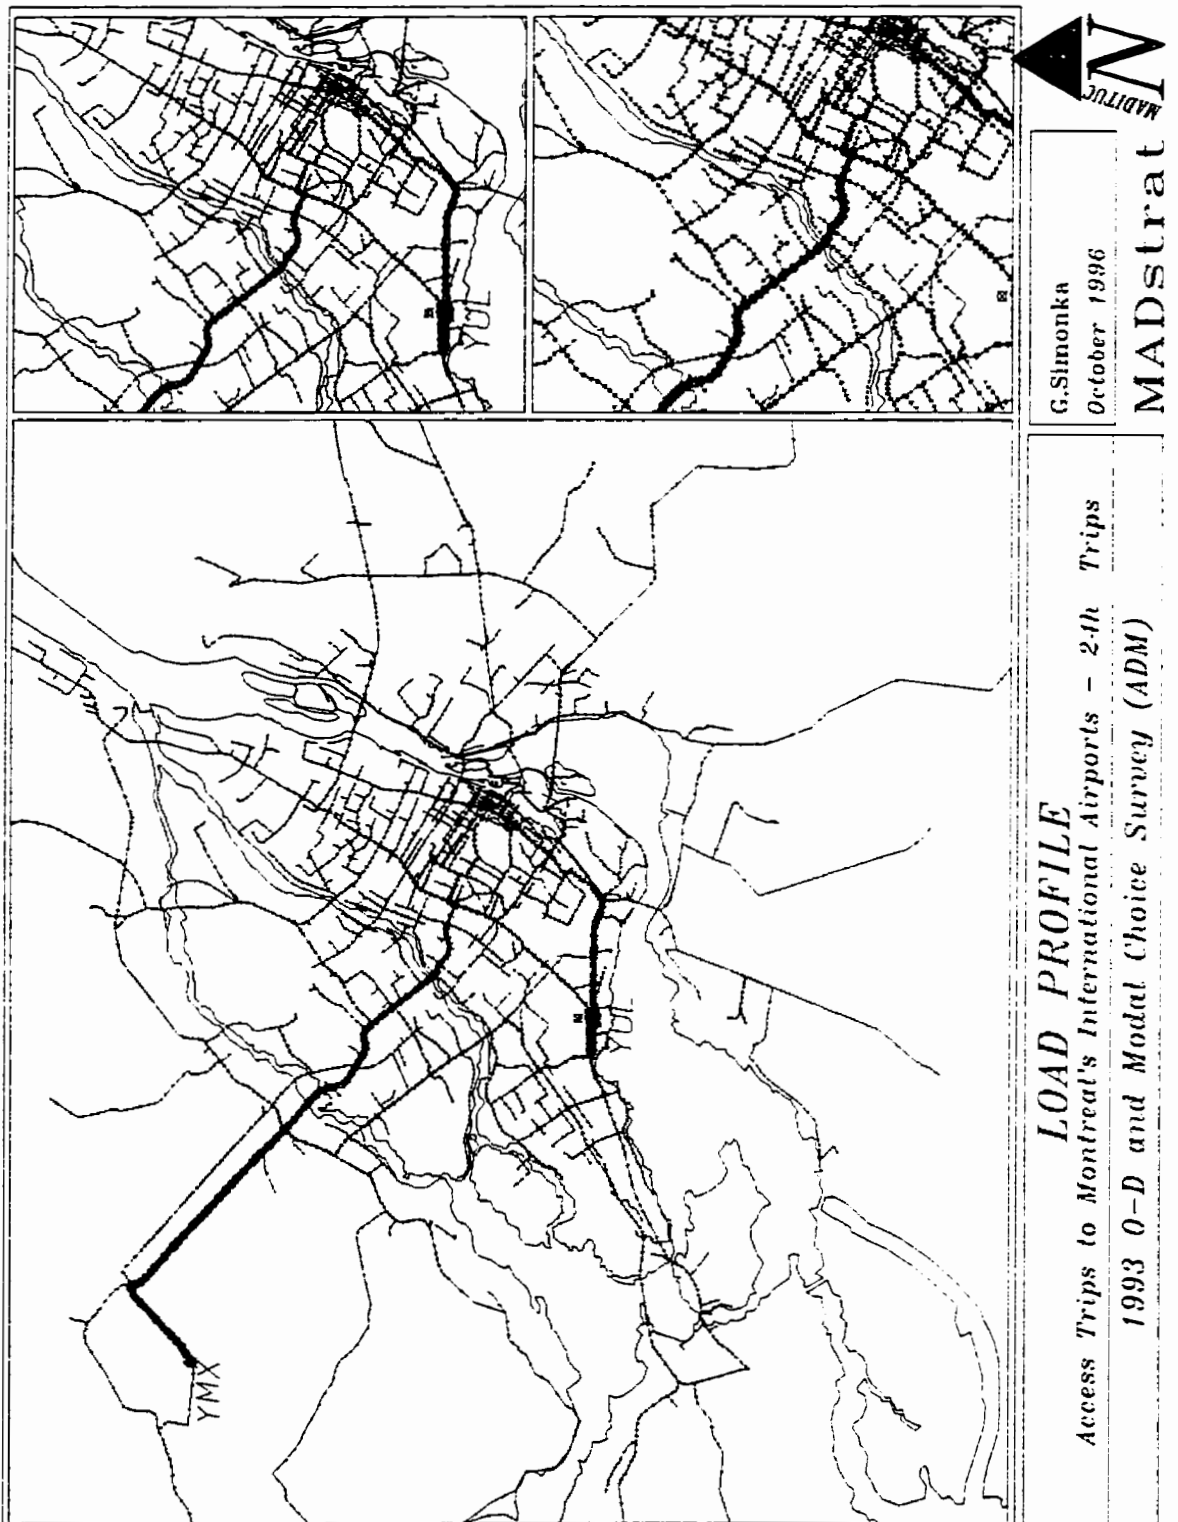 LOAD PROFILE
Access Trips to Montreal's International Airports - 24h Trips
1993 O-D and Modal Choice Survey (ADM)
G.Simonka
October 1996
MADstrat
MADITUC
N
YMX
YUL
YUL